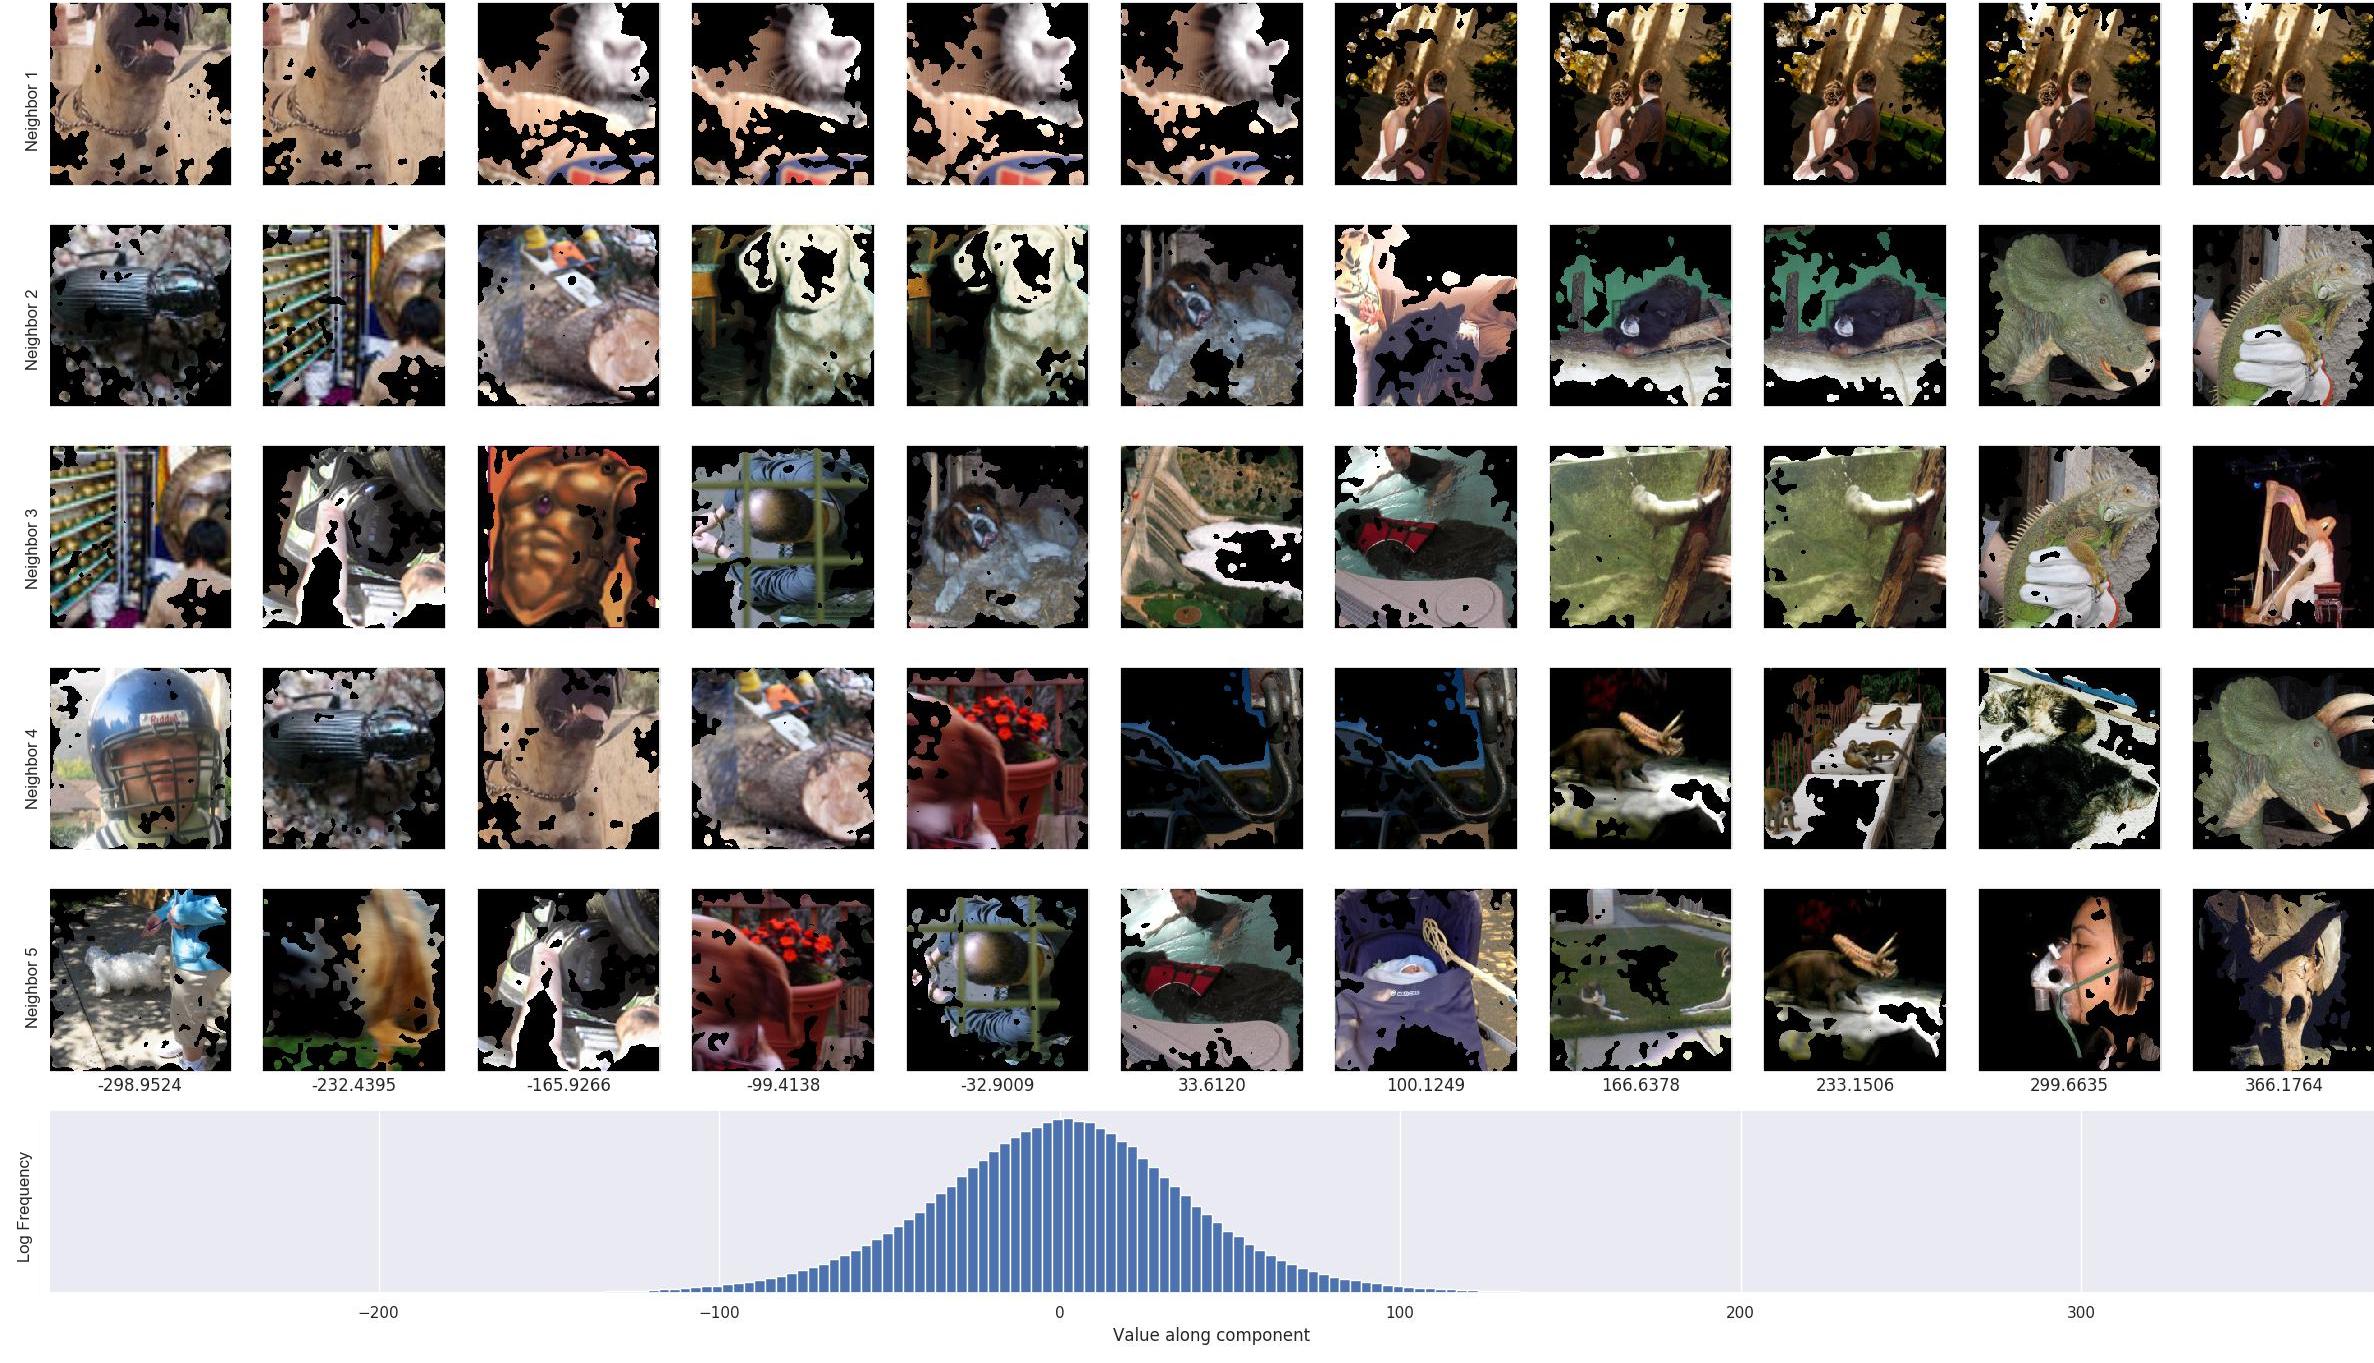 Neighbor 1
Neighbor 2
Neighbor 3
Riddell
Neighbor 4
Neighbor 5
-298.9524 -232.4395 -165.9266 -99.4138 -32.9009 33.6120 100.1249 166.6378 233.1506 299.6635 366.1764
Log Frequency
−200 −100 0 100 200 300
Value along component